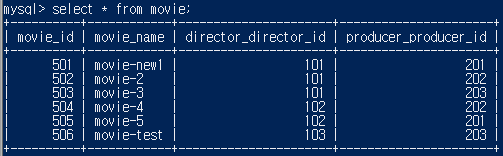 mysql> select * from movie;
+----------+------------+----------------------+----------------------+
| movie_id | movie_name | director_director_id | producer_producer_id |
+----------+------------+----------------------+----------------------+
|      501 | movie-new1 |                  101 |                  201 |
|      502 | movie-2    |                  101 |                  202 |
|      503 | movie-3    |                  101 |                  203 |
|      504 | movie-4    |                  102 |                  202 |
|      505 | movie-5    |                  102 |                  201 |
|      506 | movie-test |                  103 |                  203 |
+----------+------------+----------------------+----------------------+